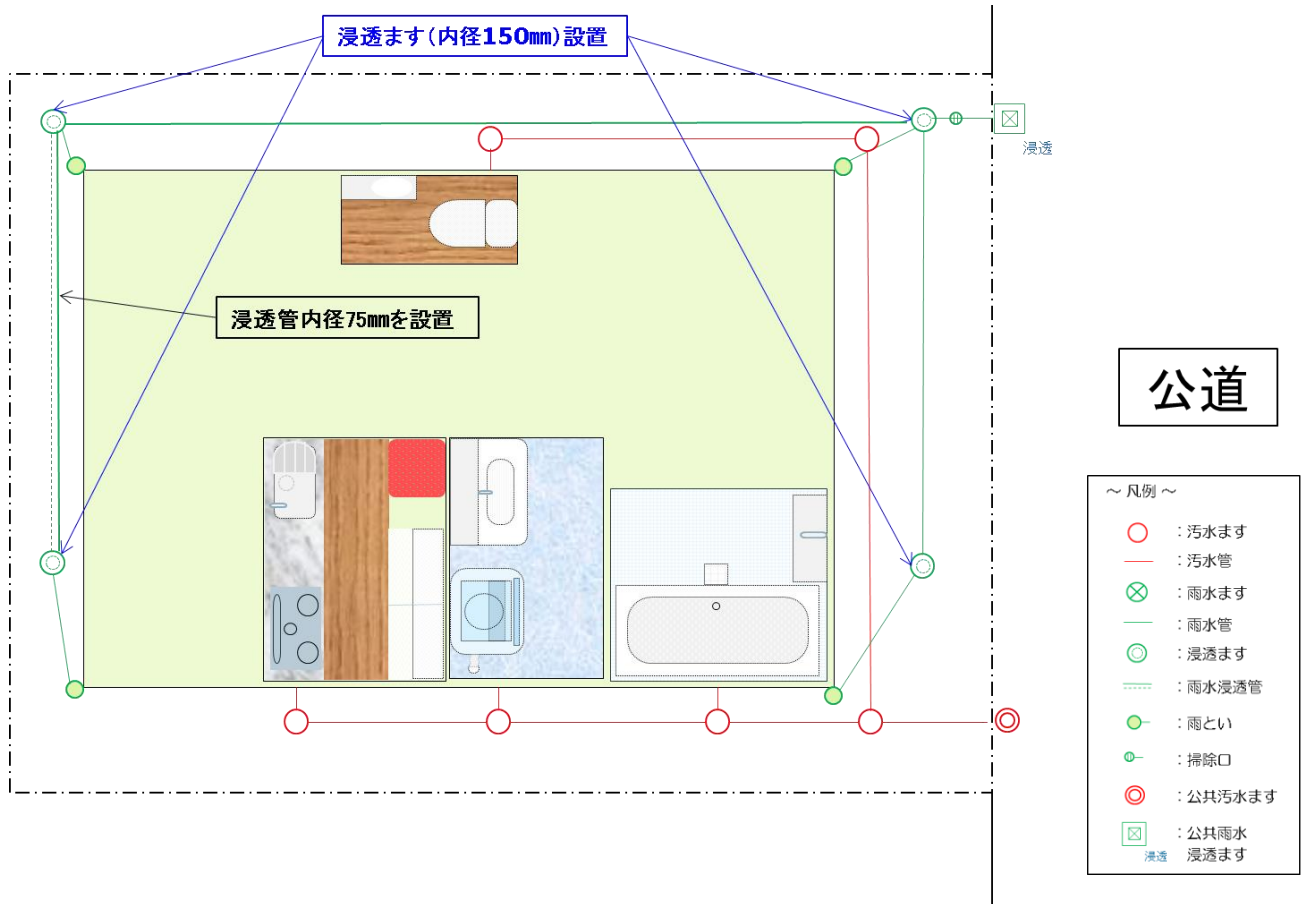 浸透ます（内径150㎜）設置
浸透
浸透管内径75㎜を設置
公道
～ 凡例 ～
：汚水ます
：汚水管
：雨水ます
：雨水管
：浸透ます
：雨水浸透管
：雨とい
：掃除口
：公共汚水ます
：公共雨水
浸透 浸透ます